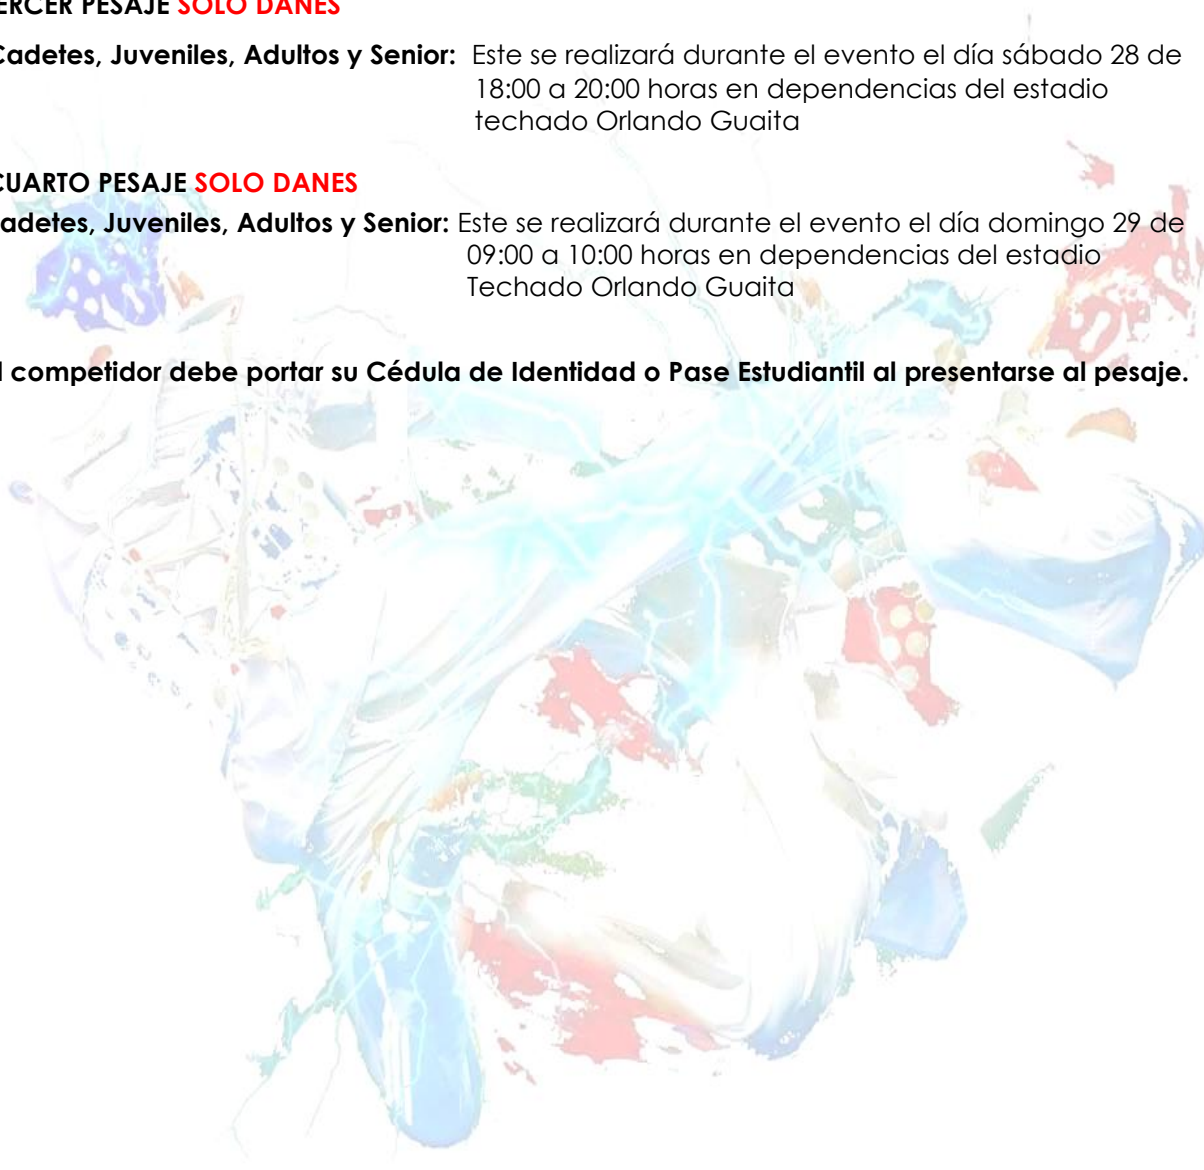 ERCER PESAJE SOLO DANES
Cadetes, Juveniles, Adultos y Senior: Este se realizará durante el evento el día sábado 28 de
18:00 a 20:00 horas en dependencias del estadio
techado Orlando Guaita
CUARTO PESAJE SOLO DANES
adetes, Juveniles, Adultos y Senior: Este se realizará durante el evento el día domingo 29 de
09:00 a 10:00 horas en dependencias del estadio
Techado Orlando Guaita
l competidor debe portar su Cédula de Identidad o Pase Estudiantil al presentarse al pesaje.